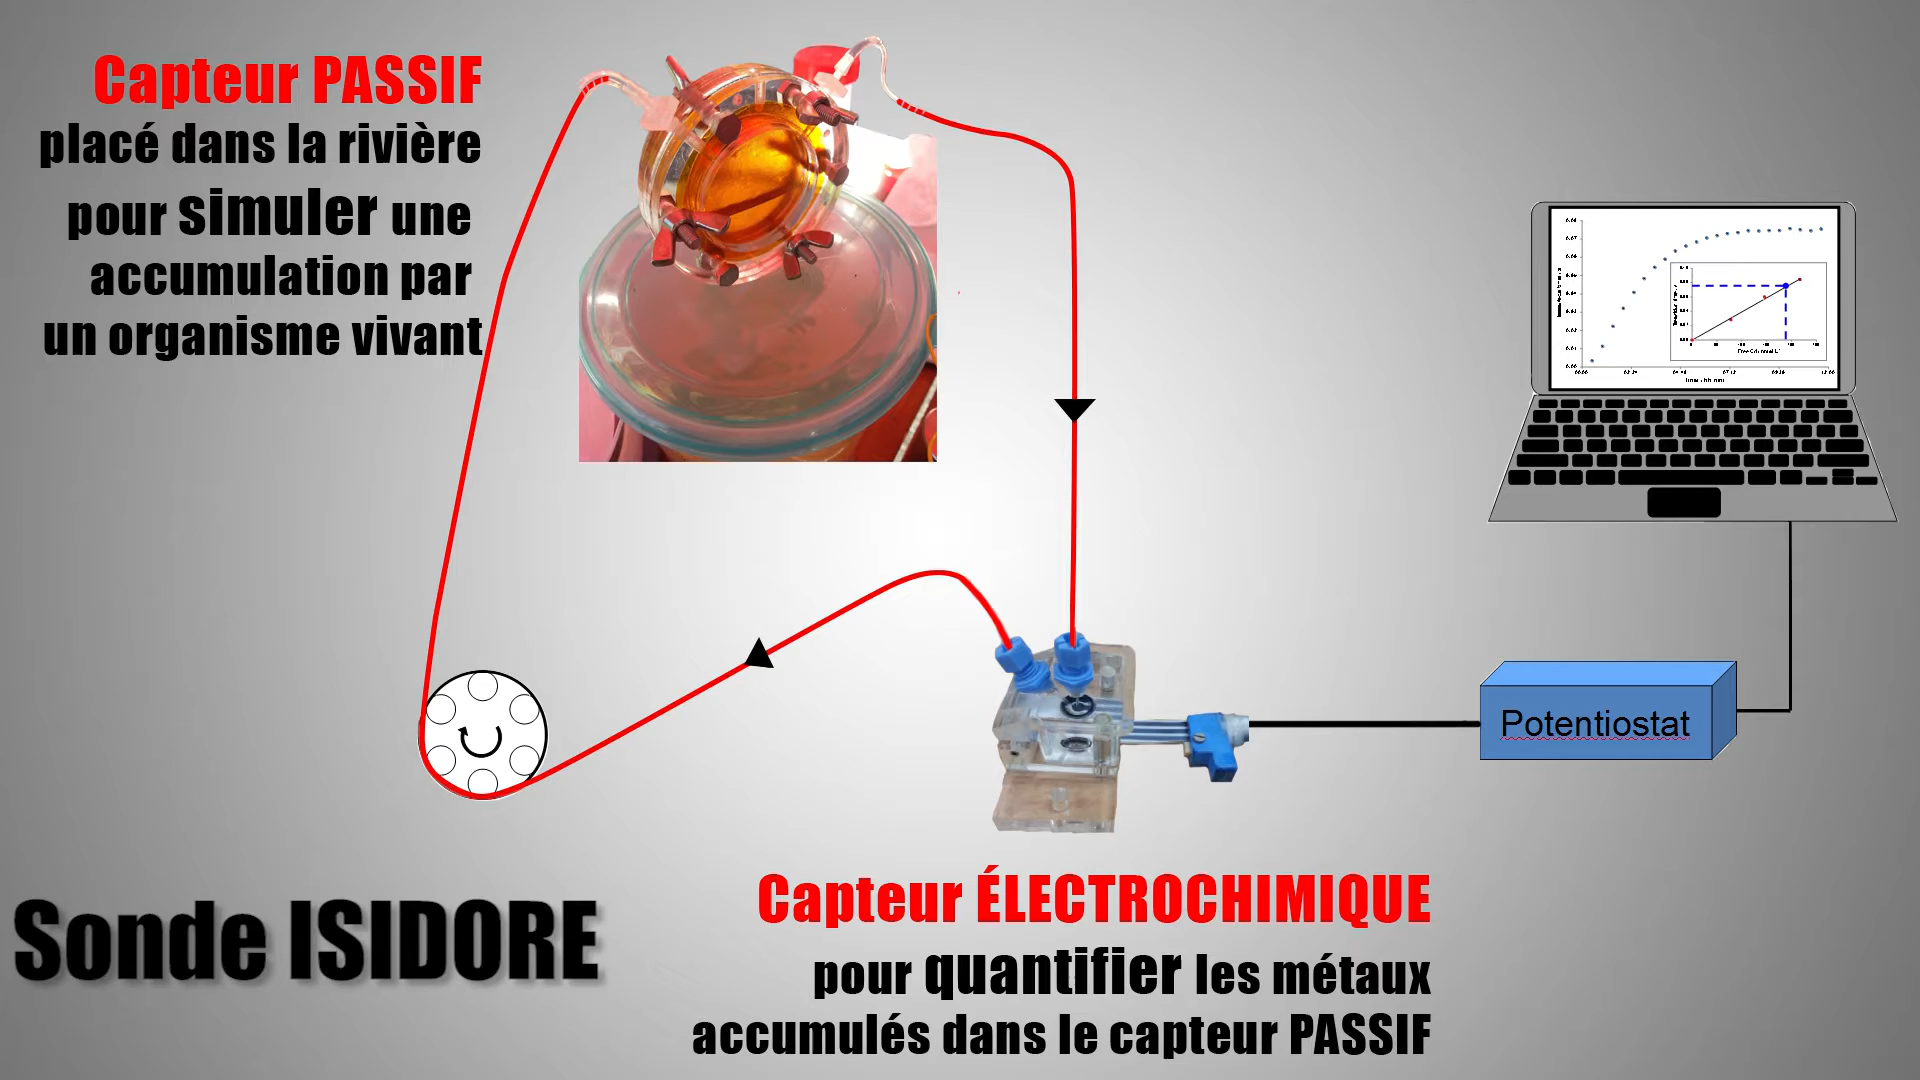 Capteur PASSIF
placé dans la rivière
pour simuler une
accumulation par
un organisme vivant
Potentiostat
Sonde ISIDORE
Capteur ÉLECTROCHIMIQUE
pour quantifier les métaux
accumulés dans le capteur PASSIF